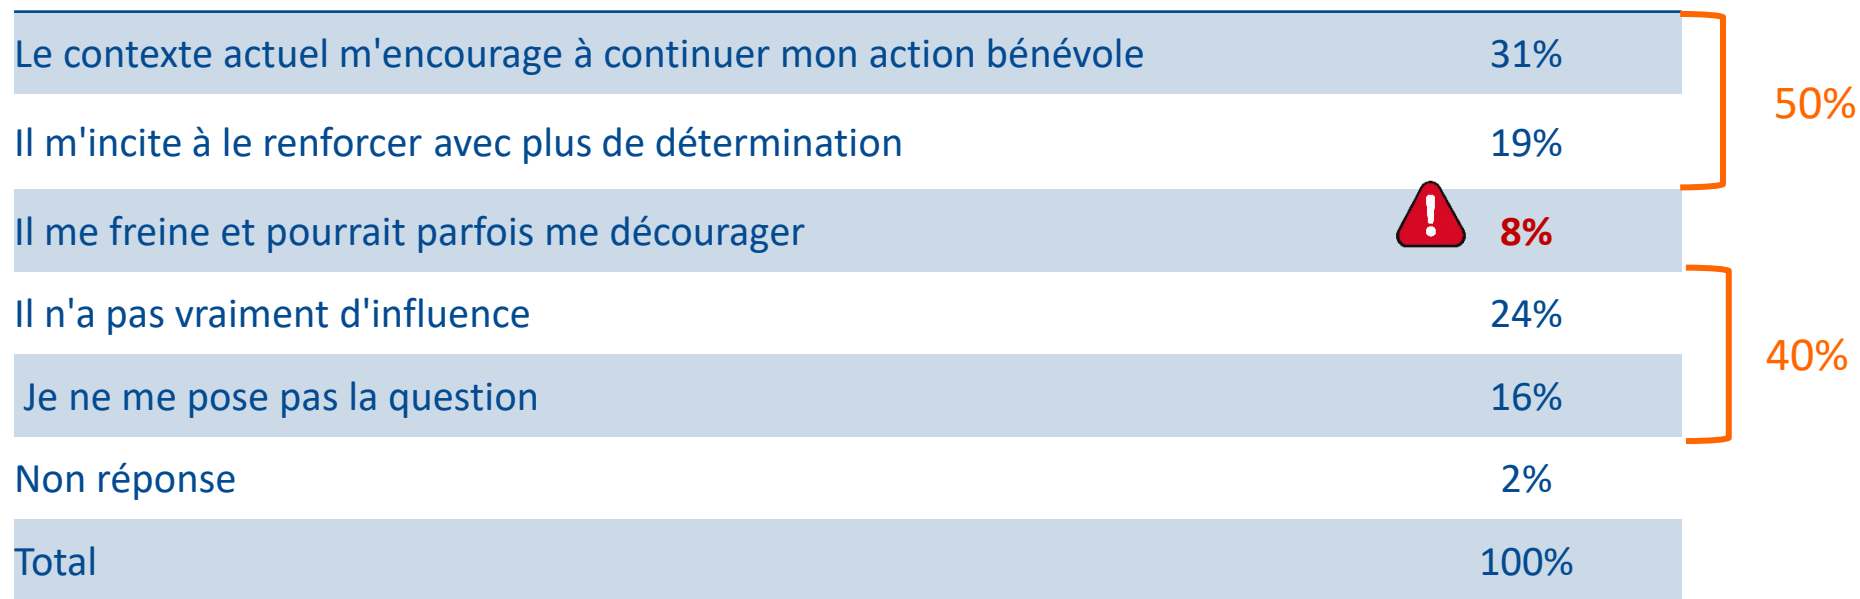 Le contexte actuel m'encourage à continuer mon action bénévole 31%
50%
Il m'incite à le renforcer avec plus de détermination 19%
Il me freine et pourrait parfois me décourager ! 8%
Il n'a pas vraiment d'influence 24%
40%
Je ne me pose pas la question 16%
Non réponse 2%
Total 100%